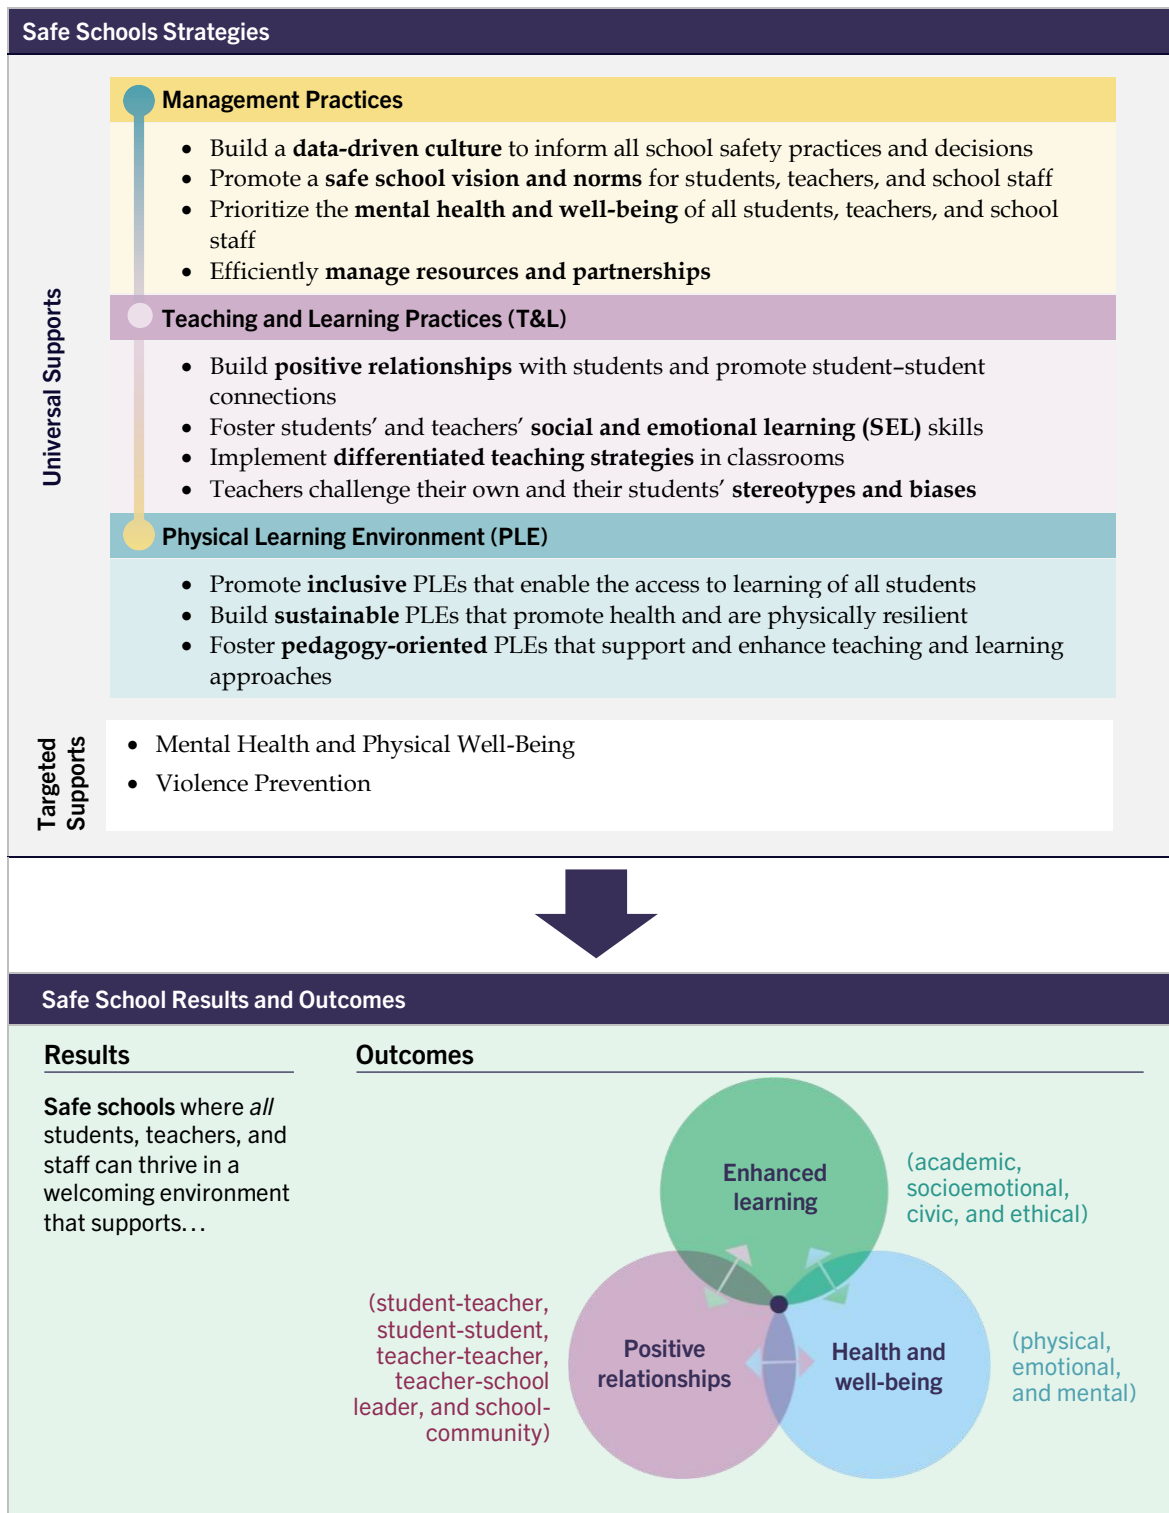 Safe Schools Strategies
Universal Supports
Management Practices
• Build a data-driven culture to inform all school safety practices and decisions
• Promote a safe school vision and norms for students, teachers, and school staff
• Prioritize the mental health and well-being of all students, teachers, and school
staff
• Efficiently manage resources and partnerships
Teaching and Learning Practices (T&L)
• Build positive relationships with students and promote student–student
connections
• Foster students’ and teachers’ social and emotional learning (SEL) skills
• Implement differentiated teaching strategies in classrooms
• Teachers challenge their own and their students’ stereotypes and biases
Physical Learning Environment (PLE)
• Promote inclusive PLEs that enable the access to learning of all students
• Build sustainable PLEs that promote health and are physically resilient
• Foster pedagogy-oriented PLEs that support and enhance teaching and learning
approaches
Targeted
Supports
• Mental Health and Physical Well-Being
• Violence Prevention
Safe School Results and Outcomes
Results
Safe schools where all
students, teachers, and
staff can thrive in a
welcoming environment
that supports…
Outcomes
Enhanced
learning
(academic,
socioemotional,
civic, and ethical)
(student-teacher,
student-student,
teacher-teacher,
teacher-school
leader, and school-
community)
Positive
relationships
Health and
well-being
(physical,
emotional,
and mental)